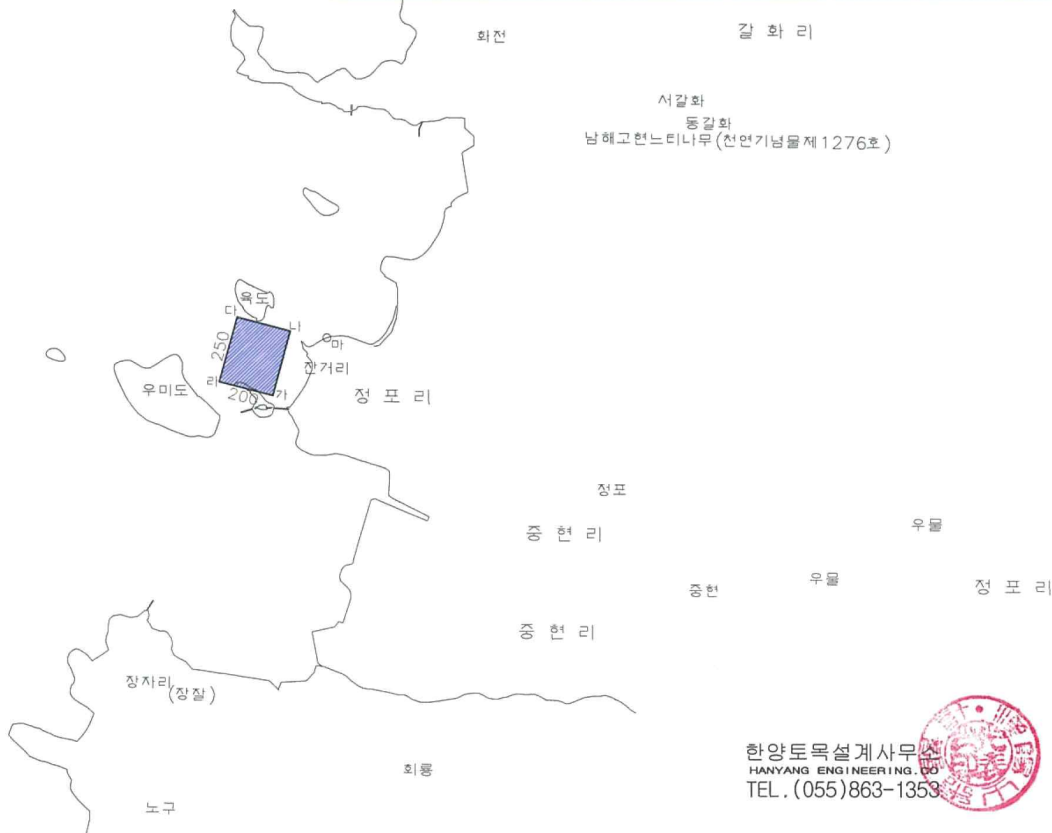 화전
갈 화 리
서갈화
동갈화
남해고현느티나무(천연기념물제1276호)
육도
다
나
250
마
잔거리
라
200
가
우미도
정 포 리
정포
중 현 리
우물
중현
우물
정 포 리
중 현 리
장자리
(장잘)
회룡
노구
한양토목설계사무소
HANYANG ENGINEERING.CO
TEL.(055)863-1353